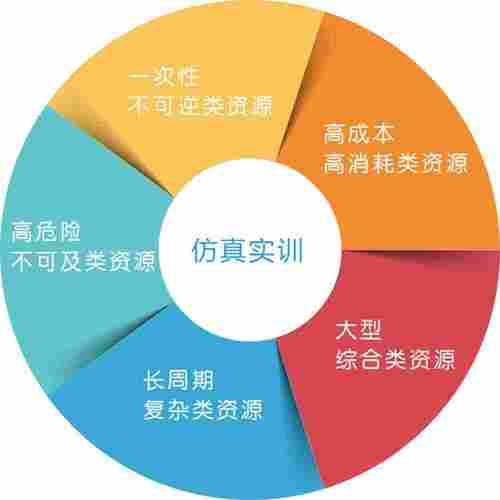 一次性
不可逆类资源
高成本
高消耗类资源
高危险
不可及类资源
仿真实训
大型
综合类资源
长周期
复杂类资源